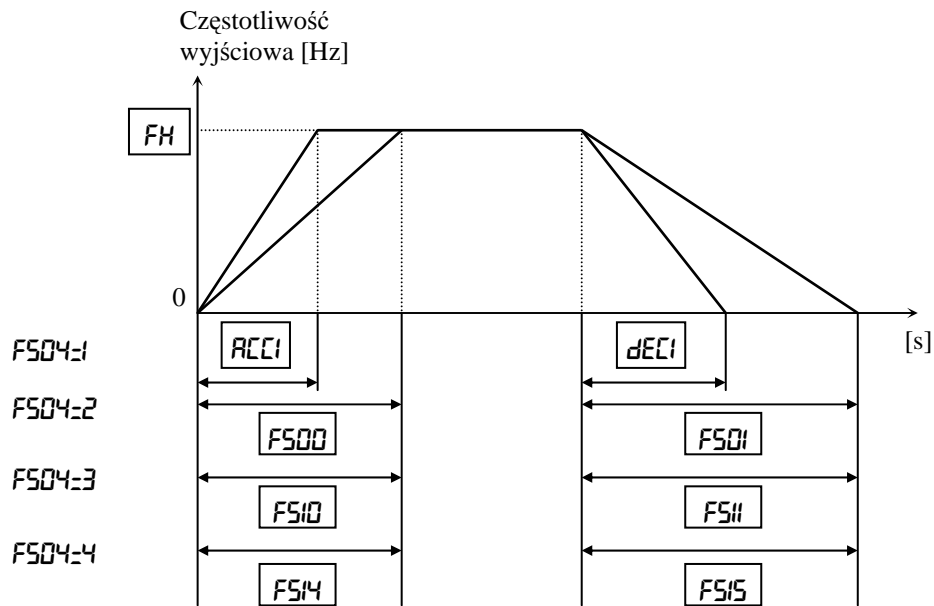 Częstotliwość
wyjściowa [Hz]
FH
0
[s]
F504=1
ACC1
dEC1
F504=2
F500
F501
F504=3
F510
F511
F504=4
F514
F515